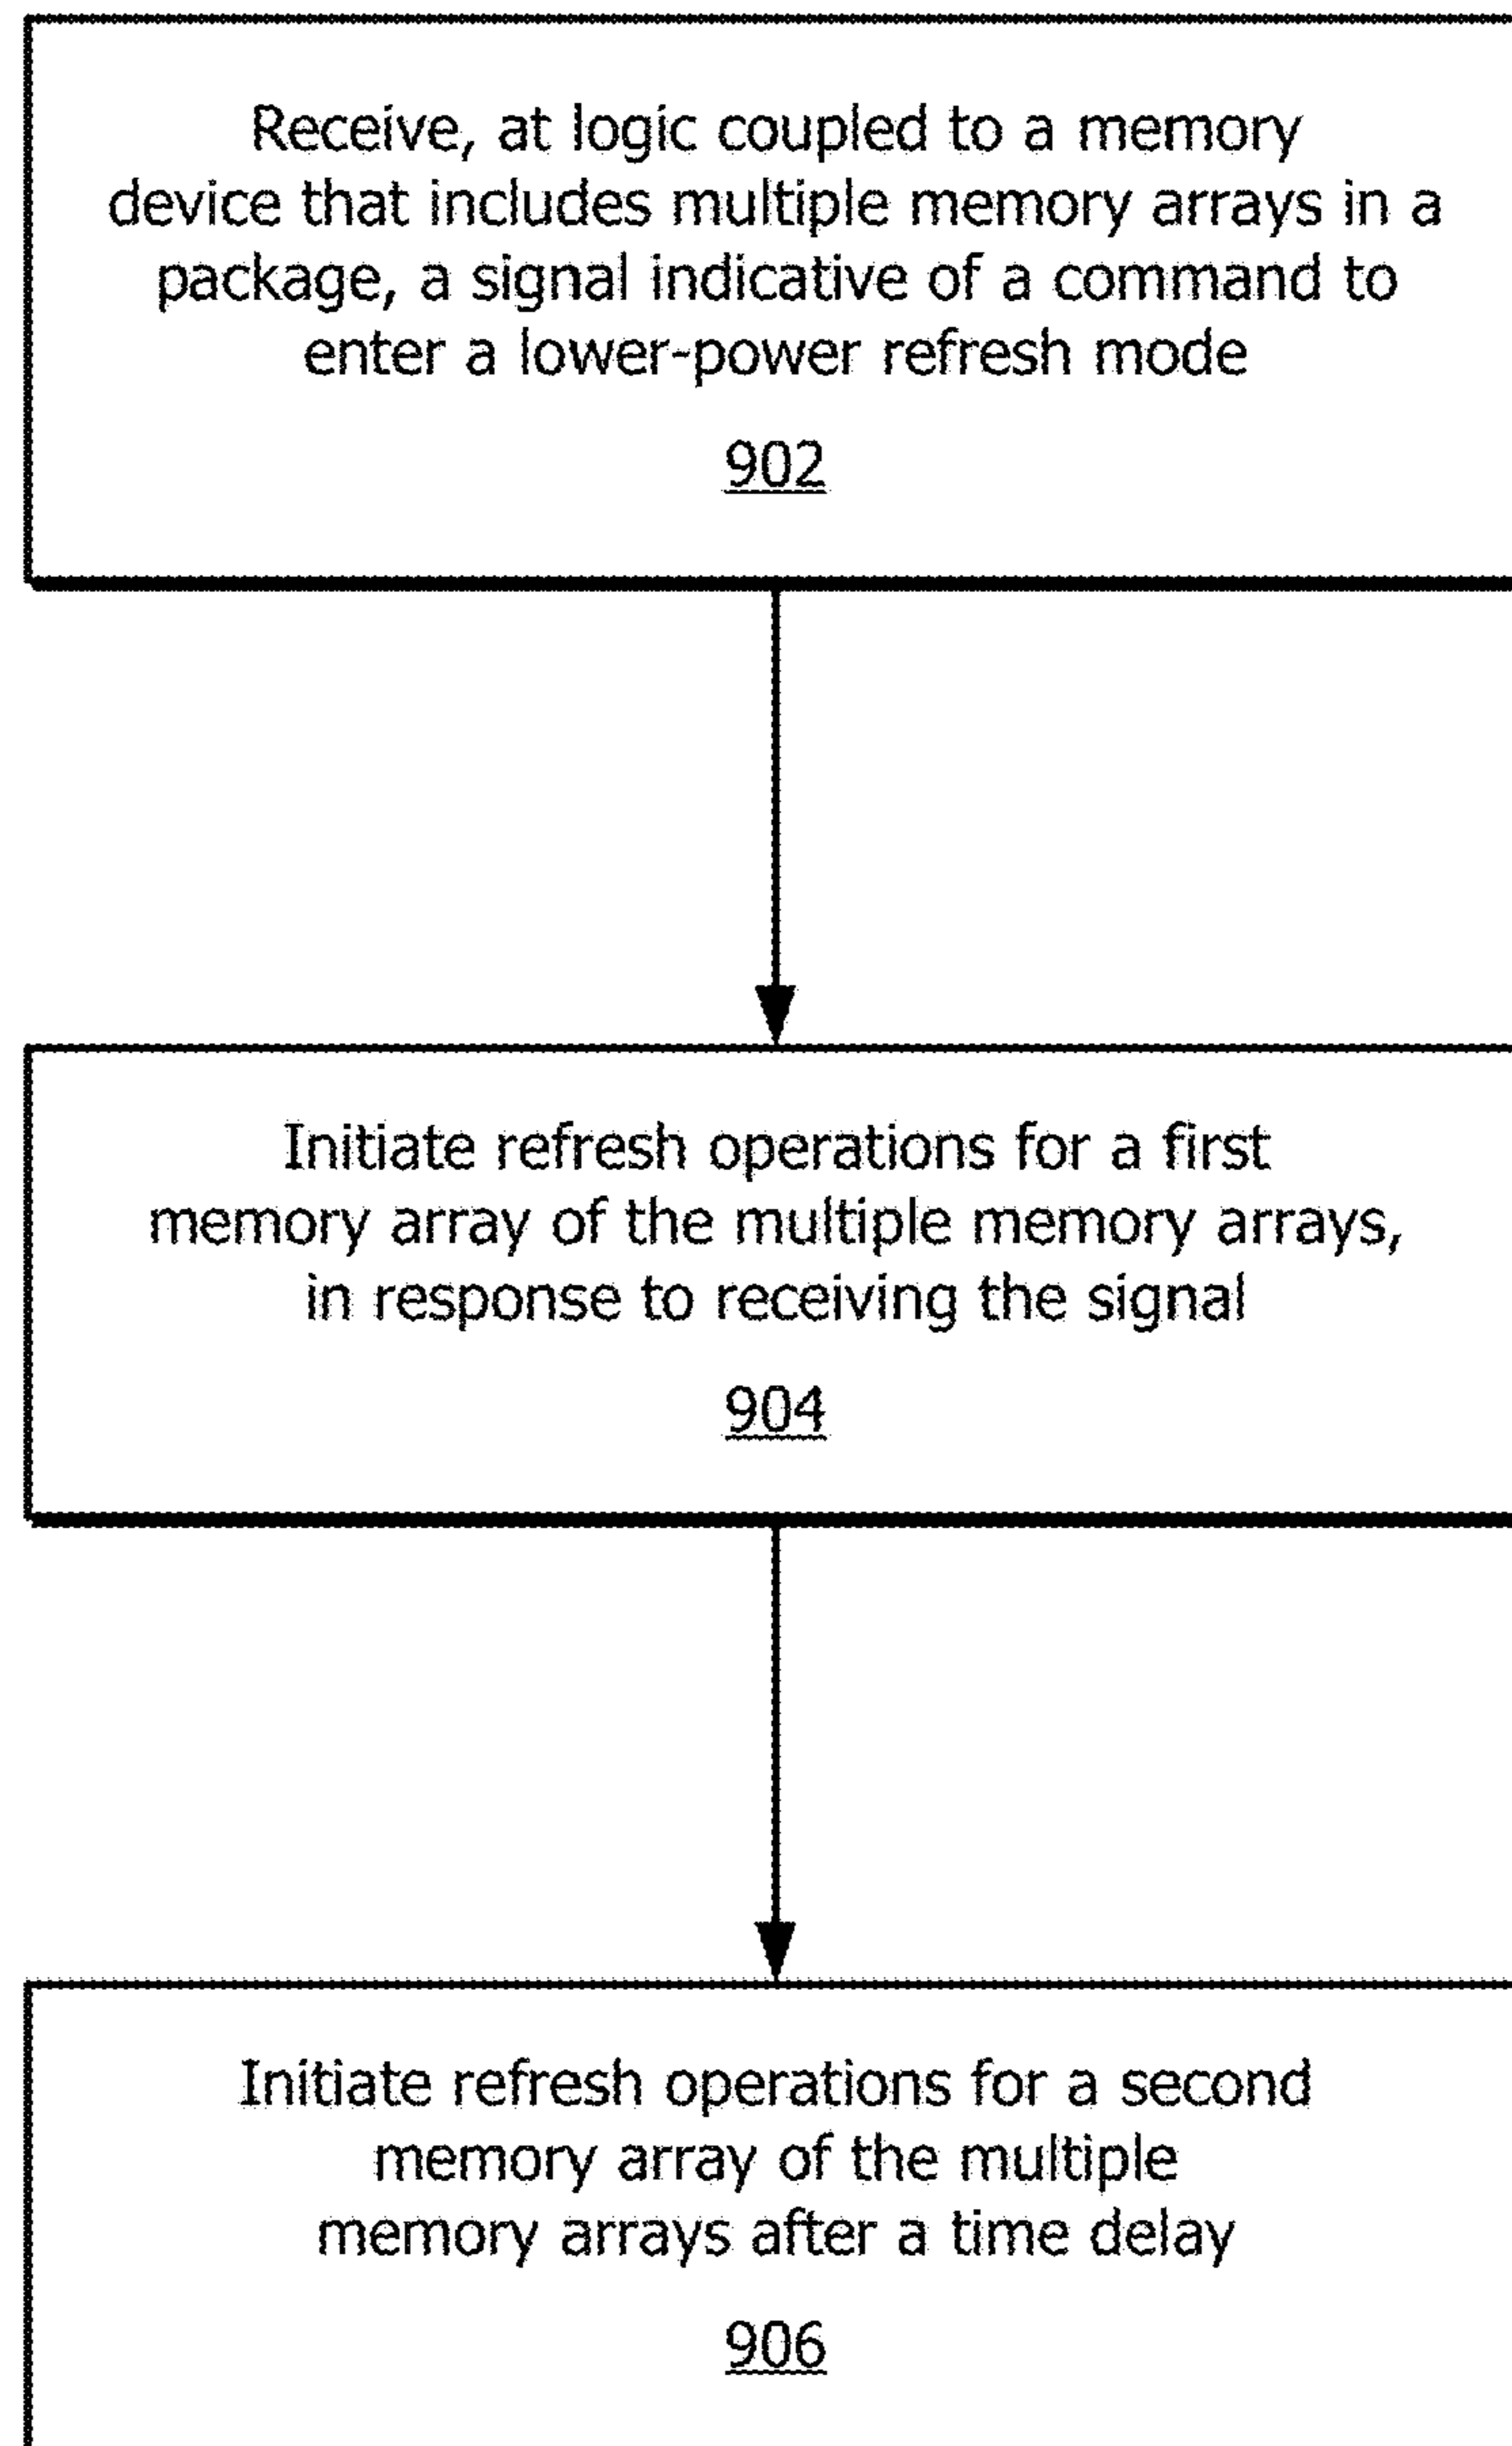 Receive, at logic coupled to a memory
device that includes multiple memory arrays in a
package, a signal indicative of a command to
enter a lower-power refresh mode
902
Initiate refresh operations for a first
memory array of the multiple memory arrays,
in response to receiving the signal
904
Initiate refresh operations for a second
memory array of the multiple
memory arrays after a time delay
906